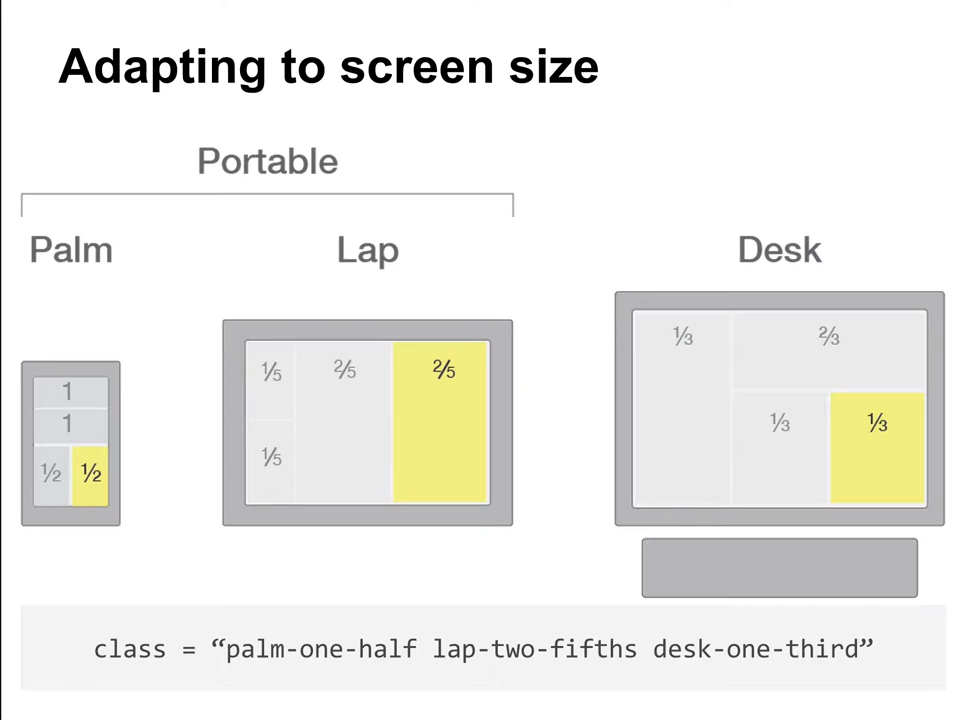 Adapting to screen size
Portable
Palm
Lap
Desk
1
1
½
½
⅕
⅖
⅖
⅕
⅓
⅔
⅓
⅓
class = “palm-one-half lap-two-fifths desk-one-third”